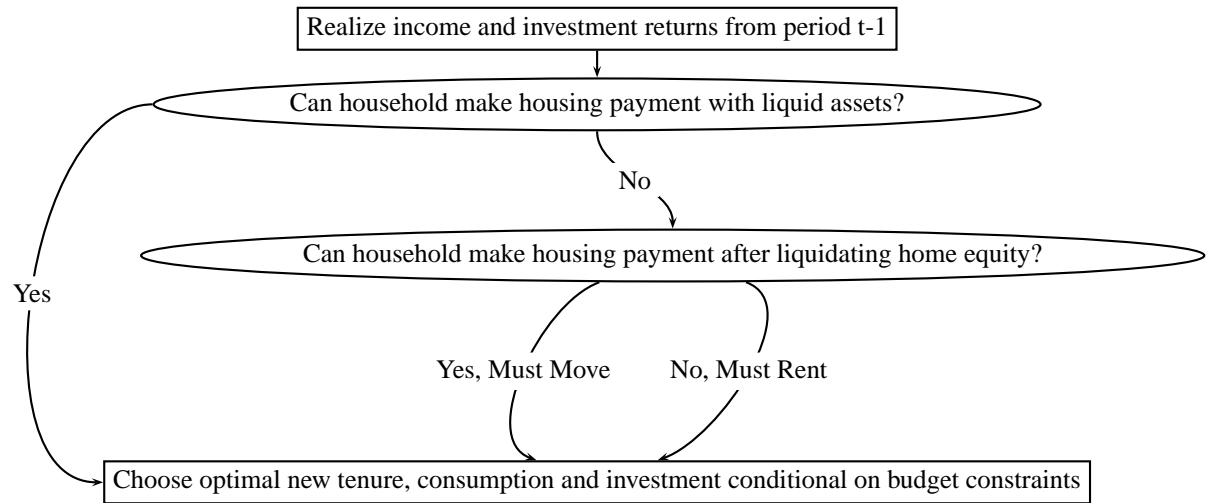 Realize income and investment returns from period t-1
Can household make housing payment with liquid assets?
No
Can household make housing payment after liquidating home equity?
Yes
Yes, Must Move
No, Must Rent
Choose optimal new tenure, consumption and investment conditional on budget constraints